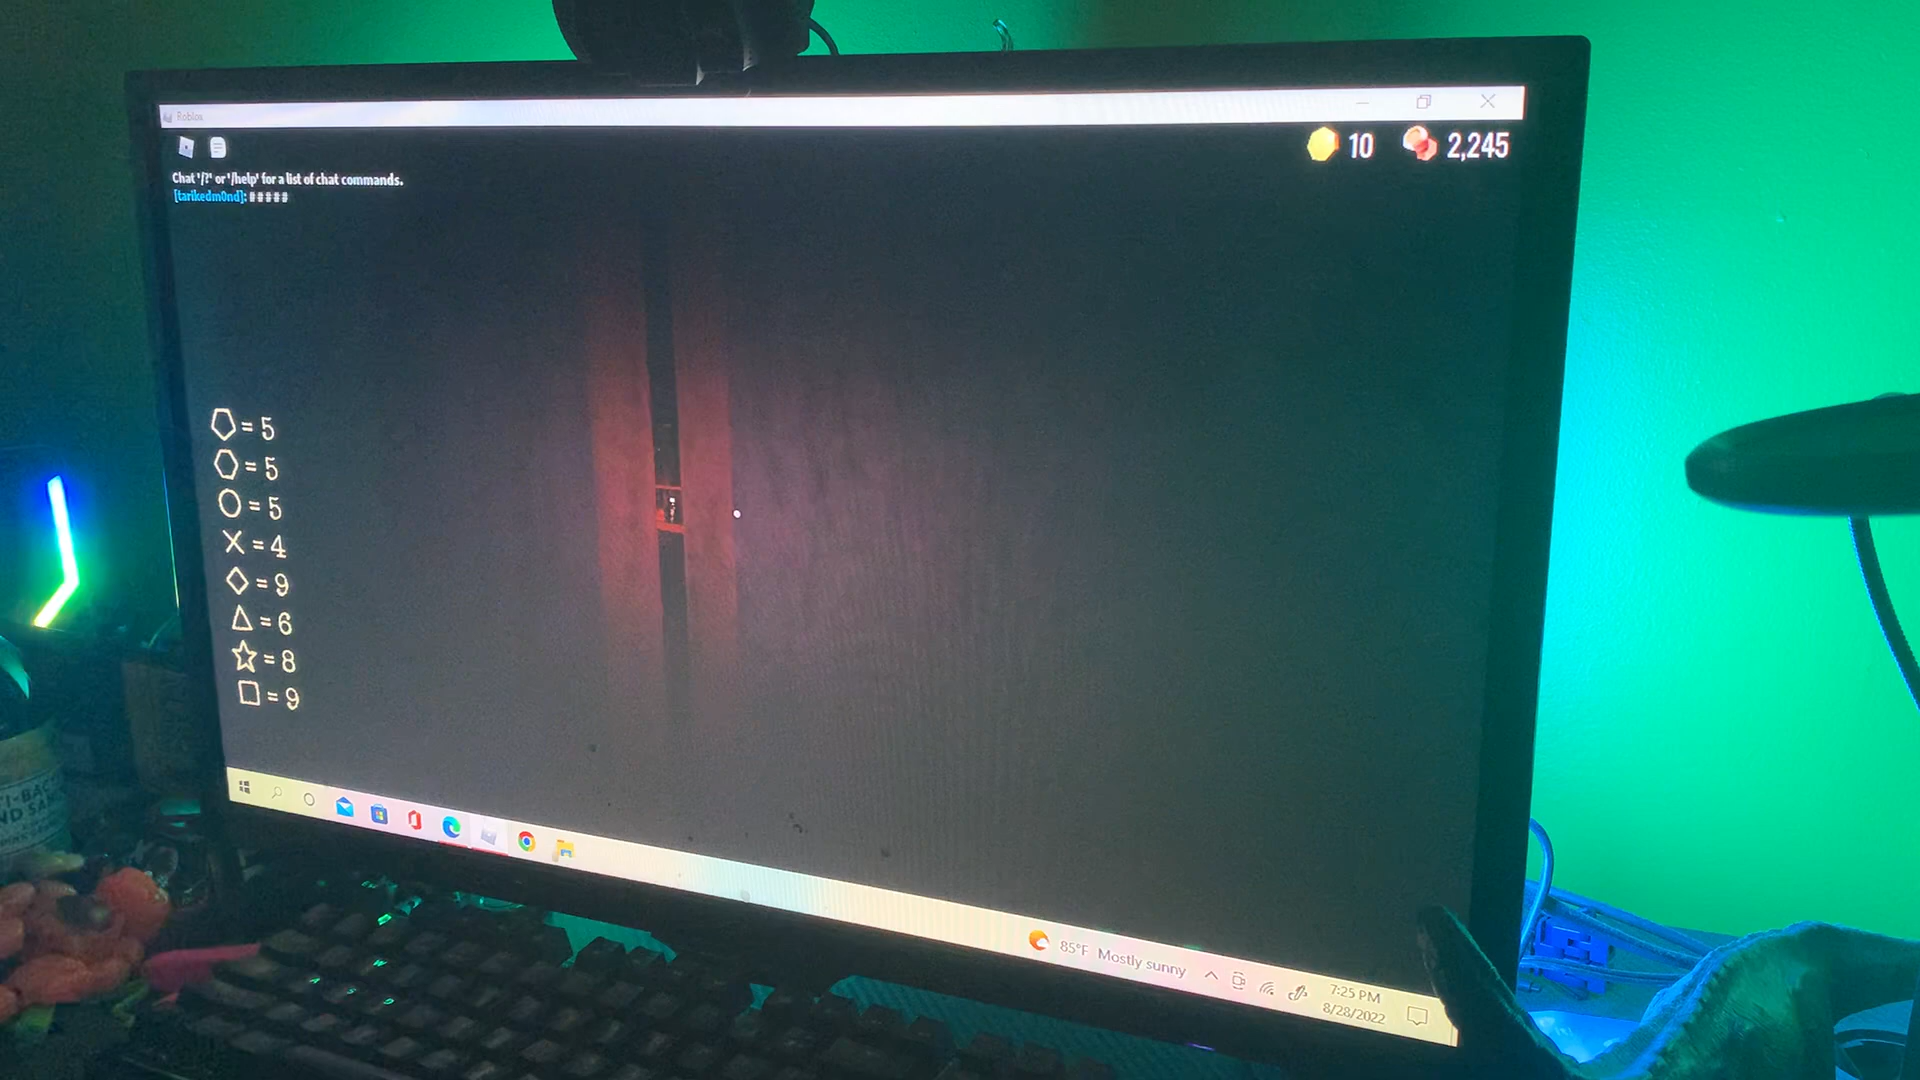 Roblox
10 2,245
Chat '/?' or '/help' for a list of chat commands.
[tarikedm0nd]: # # # # #
= 5
= 5
= 5
= 4
= 9
= 6
= 8
= 9
85°F Mostly sunny
7:25 PM
8/28/2022
W
A S D